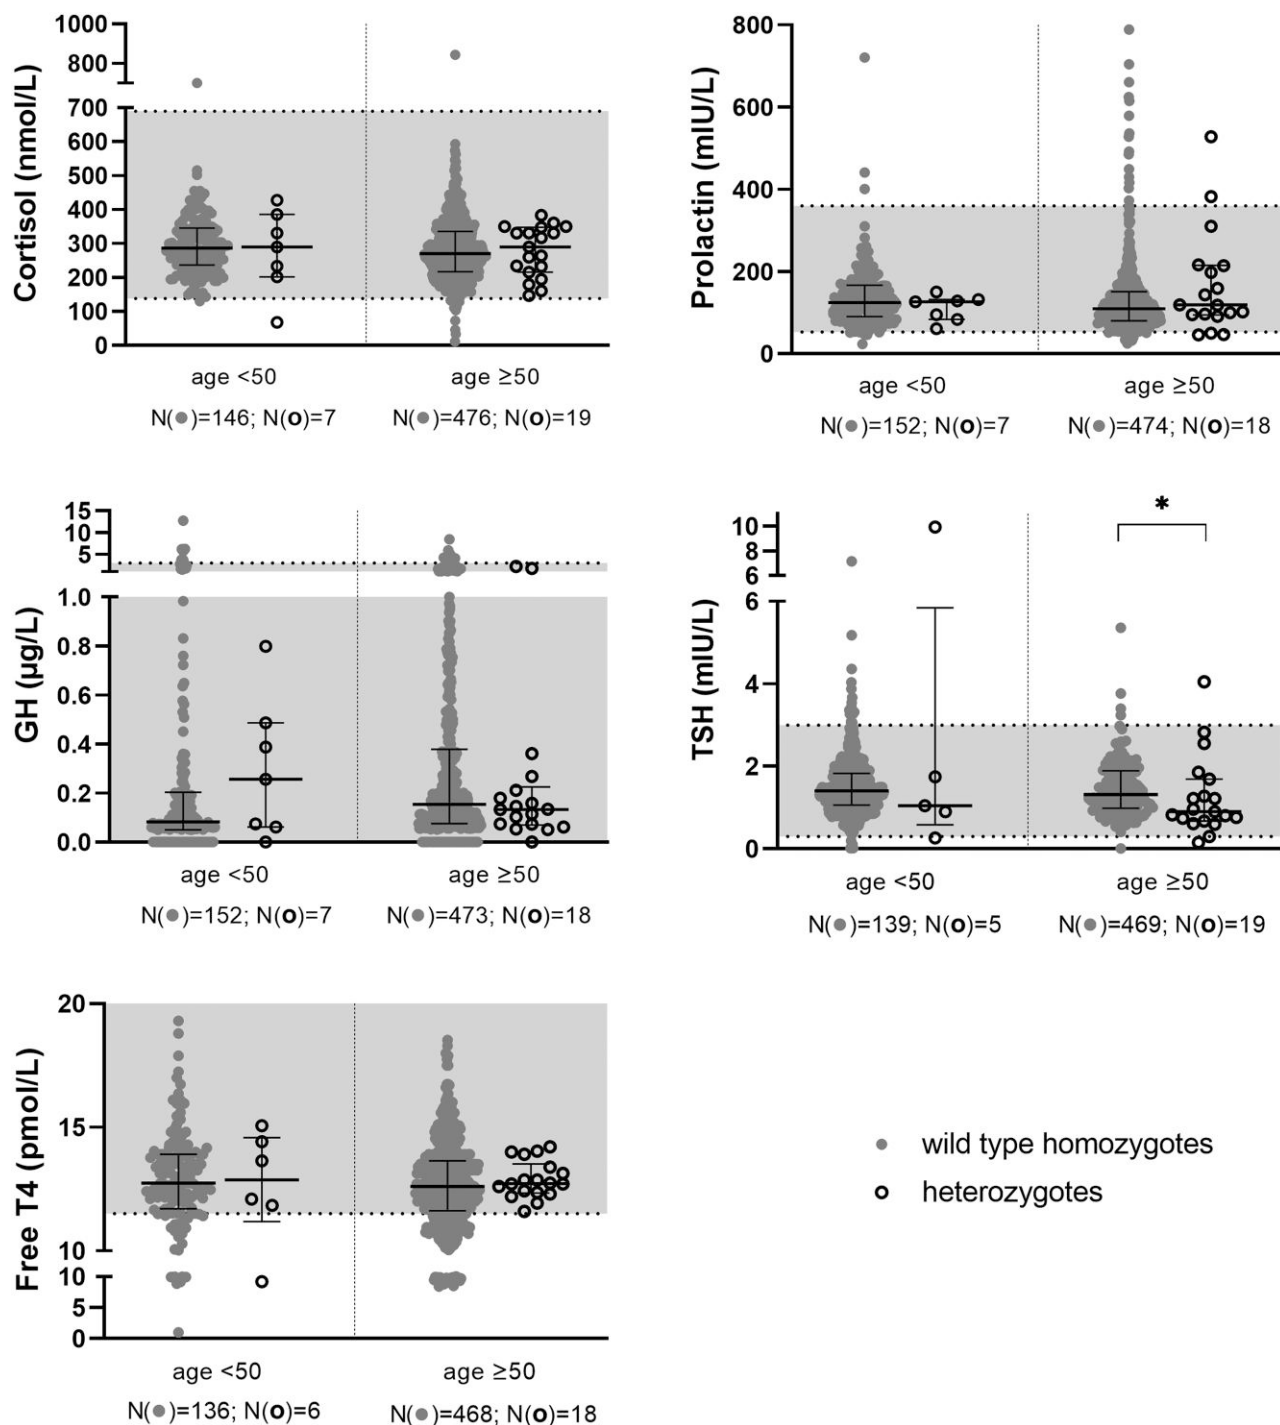 Cortisol (nmol/L)
1000
800
700
600
500
400
300
200
100
0
age <50
age ≥50
N(●)=146; N(o)=7
N(●)=476; N(o)=19
Prolactin (mIU/L)
800
600
400
200
0
age <50
age ≥50
N(●)=152; N(o)=7
N(●)=474; N(o)=18
GH (µg/L)
15
10
5
1.0
0.8
0.6
0.4
0.2
0.0
age <50
age ≥50
N(●)=152; N(o)=7
N(●)=473; N(o)=18
TSH (mIU/L)
10
8
6
6
4
2
0
*
age <50
age ≥50
N(●)=139; N(o)=5
N(●)=469; N(o)=19
Free T4 (pmol/L)
20
15
10
10
5
0
age <50
age ≥50
N(●)=136; N(o)=6
N(●)=468; N(o)=18
wild type homozygotes
heterozygotes